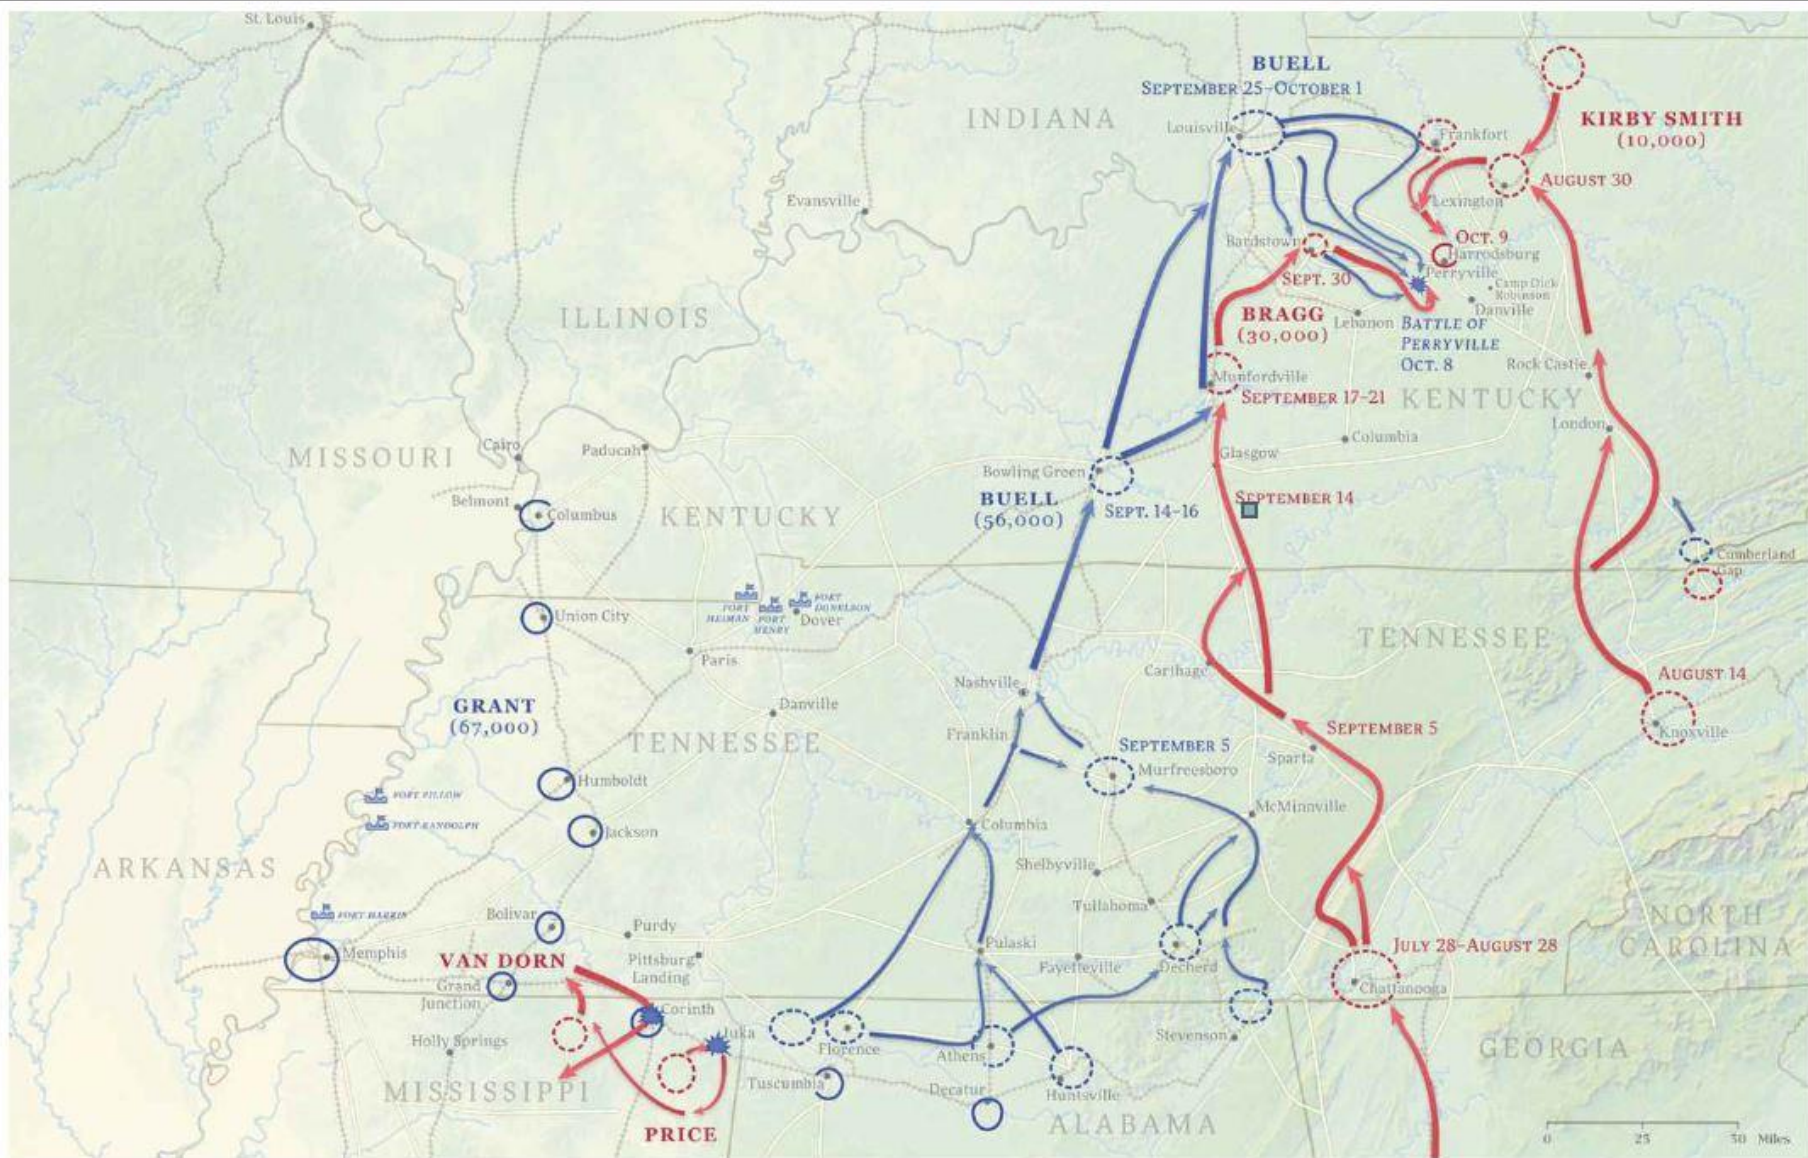 St. Louis
BUELL
SEPTEMBER 25–OCTOBER 1
INDIANA
Louisville
Frankfort
KIRBY SMITH
(10,000)
AUGUST 30
Evansville
Lexington
Bardstown
OCT. 9
Harrodsburg
SEPT. 30
Perryville
Camp Dick
Robinson
Danville
ILLINOIS
BRAGG
(30,000)
Lebanon
BATTLE OF
PERRYVILLE
OCT. 8
Rock Castle
Munfordville
SEPTEMBER 17–21
KENTUCKY
London
MISSOURI
Cairo
Paducah
Columbia
Glasgow
Bowling Green
Belmont
Columbus
KENTUCKY
BUELL
(56,000)
SEPT. 14–16
SEPTEMBER 14
Cumberland
Gap
FORT
HEIMAN
FORT
HENRY
FORT
DONELSON
Dover
Union City
TENNESSEE
Paris
Carthage
AUGUST 14
Nashville
Knoxville
GRANT
(67,000)
Danville
TENNESSEE
Franklin
SEPTEMBER 5
SEPTEMBER 5
Sparta
Murfreesboro
Humboldt
FORT PILLOW
McMinnville
FORT RANDOLPH
Jackson
Columbia
ARKANSAS
Shelbyville
Tullahoma
FORT HARRIS
Bolivar
Purdy
NORTH
CAROLINA
Memphis
VAN DORN
Pittsburg
Landing
Pulaski
Fayetteville
Decherd
JULY 28–AUGUST 28
Grand
Junction
Chattanooga
Corinth
Iuka
Holly Springs
Florence
Athens
Stevenson
GEORGIA
MISSISSIPPI
Tuscumbia
Decatur
Huntsville
ALABAMA
PRICE
0 25 50 Miles